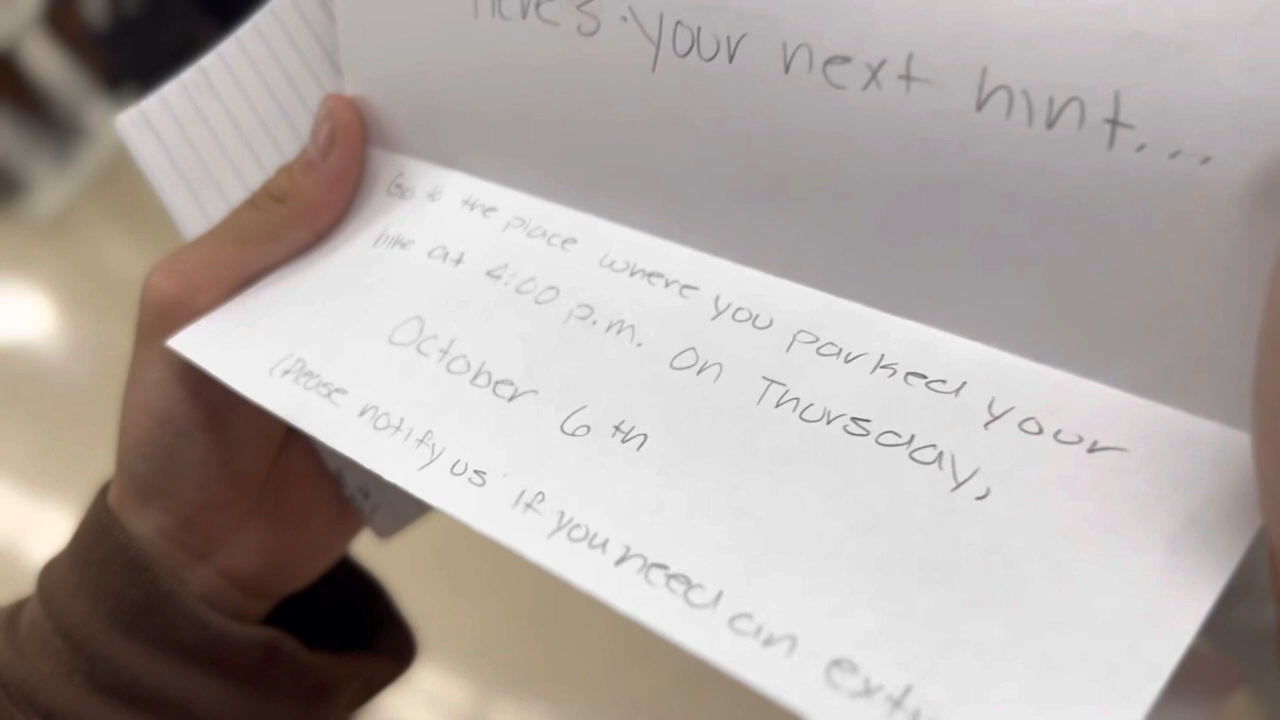 Here's your next hint...
Go to the place where you parked your
bike at 4:00 p.m. on Thursday,
October 6th
(Please notify us if you need an